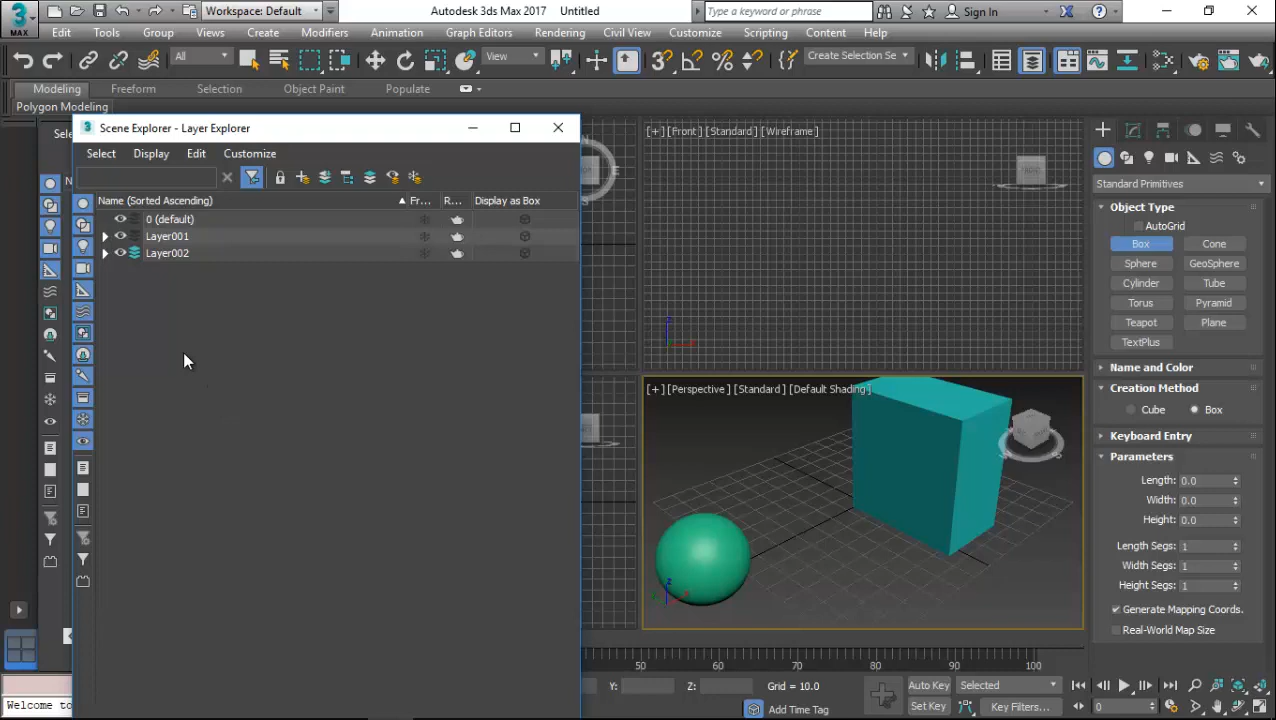 Workspace: Default
Autodesk 3ds Max 2017 Untitled
Type a keyword or phrase
Sign In
MAX
Edit Tools Group Views Create Modifiers Animation Graph Editors Rendering Civil View Customize Scripting Content Help
All
View
Create Selection Se
Modeling Freeform Selection Object Paint Populate
Polygon Modeling
Scene Explorer - Layer Explorer
Select Display Edit Customize
Name (Sorted Ascending)
Fr... R... Display as Box
0 (default)
Layer001
Layer002
[+] [Front] [Standard] [Wireframe]
[+] [Perspective] [Standard] [Default Shading]
Standard Primitives
Object Type
AutoGrid
Box Cone
Sphere GeoSphere
Cylinder Tube
Torus Pyramid
Teapot Plane
TextPlus
Name and Color
Creation Method
Cube Box
Keyboard Entry
Parameters
Length: 0.0
Width: 0.0
Height: 0.0
Length Segs: 1
Width Segs: 1
Height Segs: 1
Generate Mapping Coords.
Real-World Map Size
50 60 70 80 90 100
Y: Z: Grid = 10.0
Auto Key Selected
Welcome to
Add Time Tag
Set Key Key Filters...
0